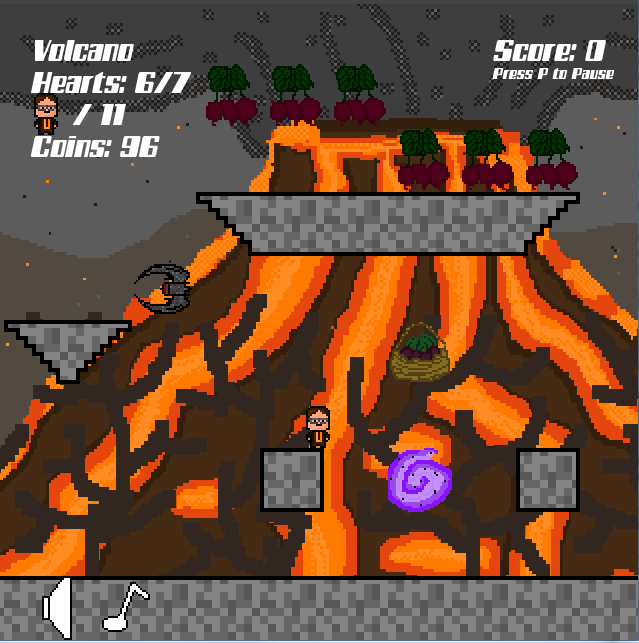 Volcano
Hearts: 6/7
/ 11
Coins: 96
Score: 0
Press P to Pause